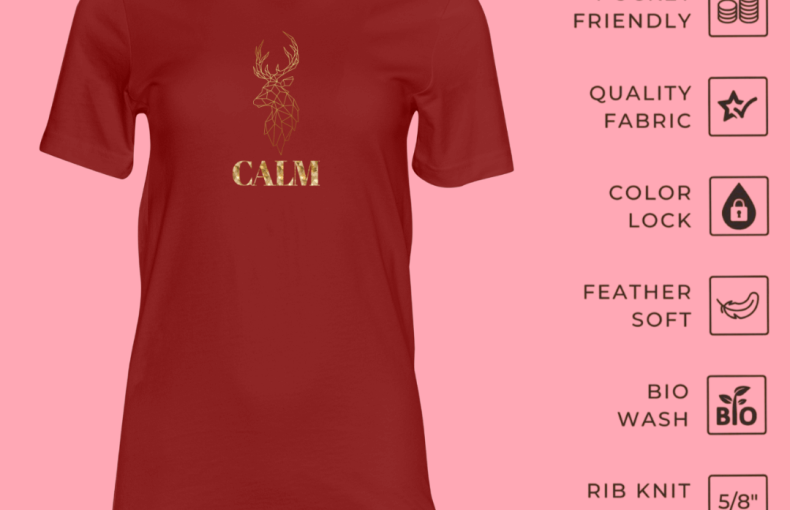 FRIENDLY
QUALITY
FABRIC
COLOR
LOCK
FEATHER
SOFT
BIO
WASH
BIO
RIB KNIT
5/8"
CALM